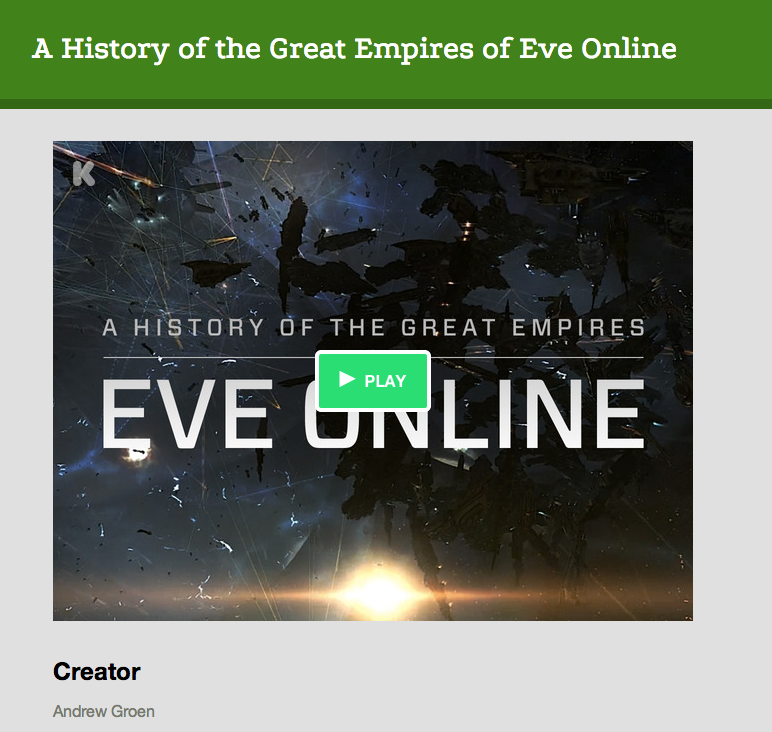 A History of the Great Empires of Eve Online
K
A HISTORY OF THE GREAT EMPIRES
PLAY
EVE ONLINE
Creator
Andrew Groen